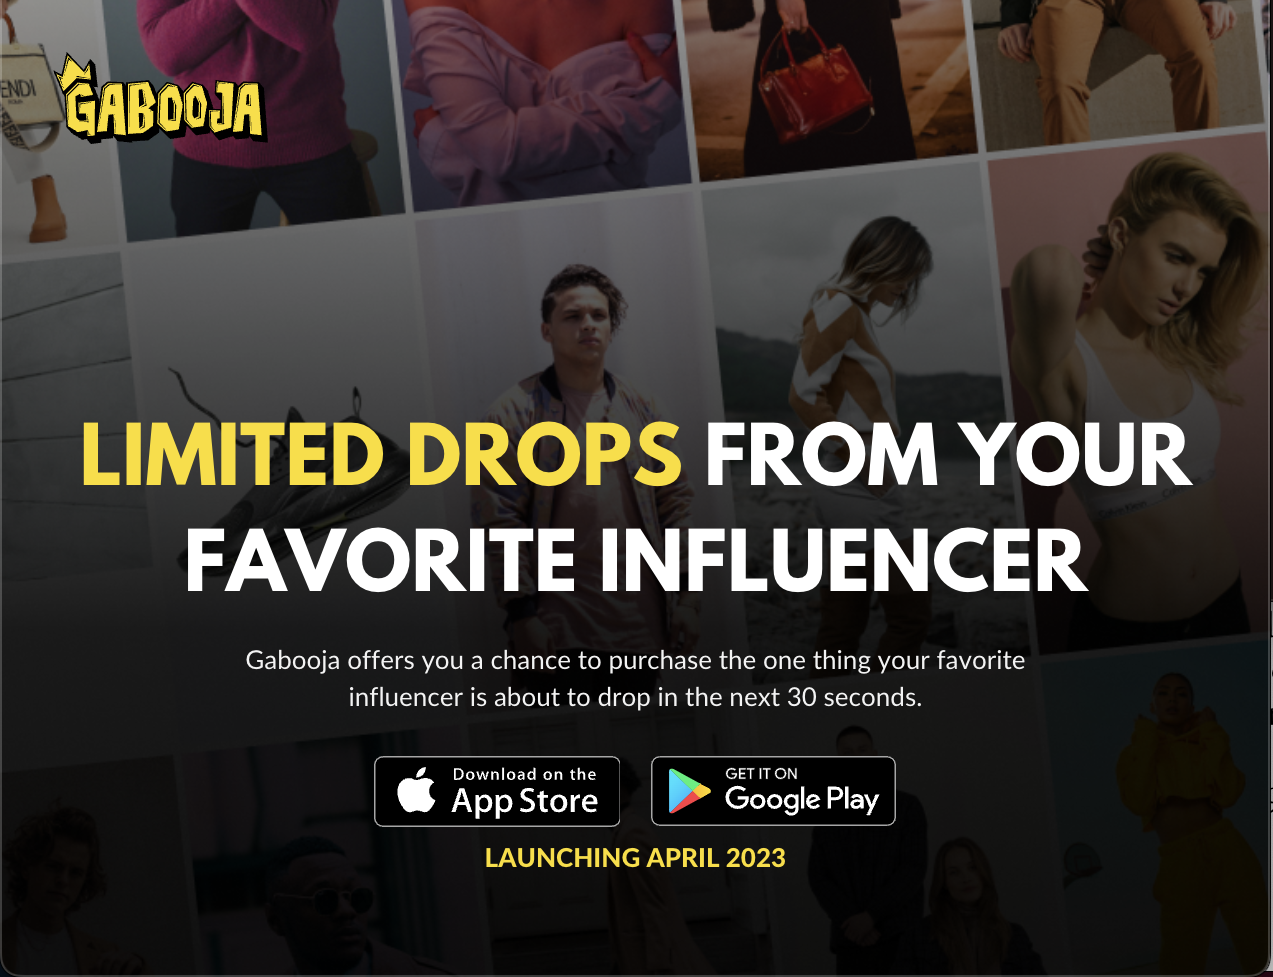 ENDI
GABOOJA
LIMITED DROPS FROM YOUR
FAVORITE INFLUENCER
Gabooja offers you a chance to purchase the one thing your favorite
influencer is about to drop in the next 30 seconds.
Download on the
App Store
GET IT ON
Google Play
LAUNCHING APRIL 2023